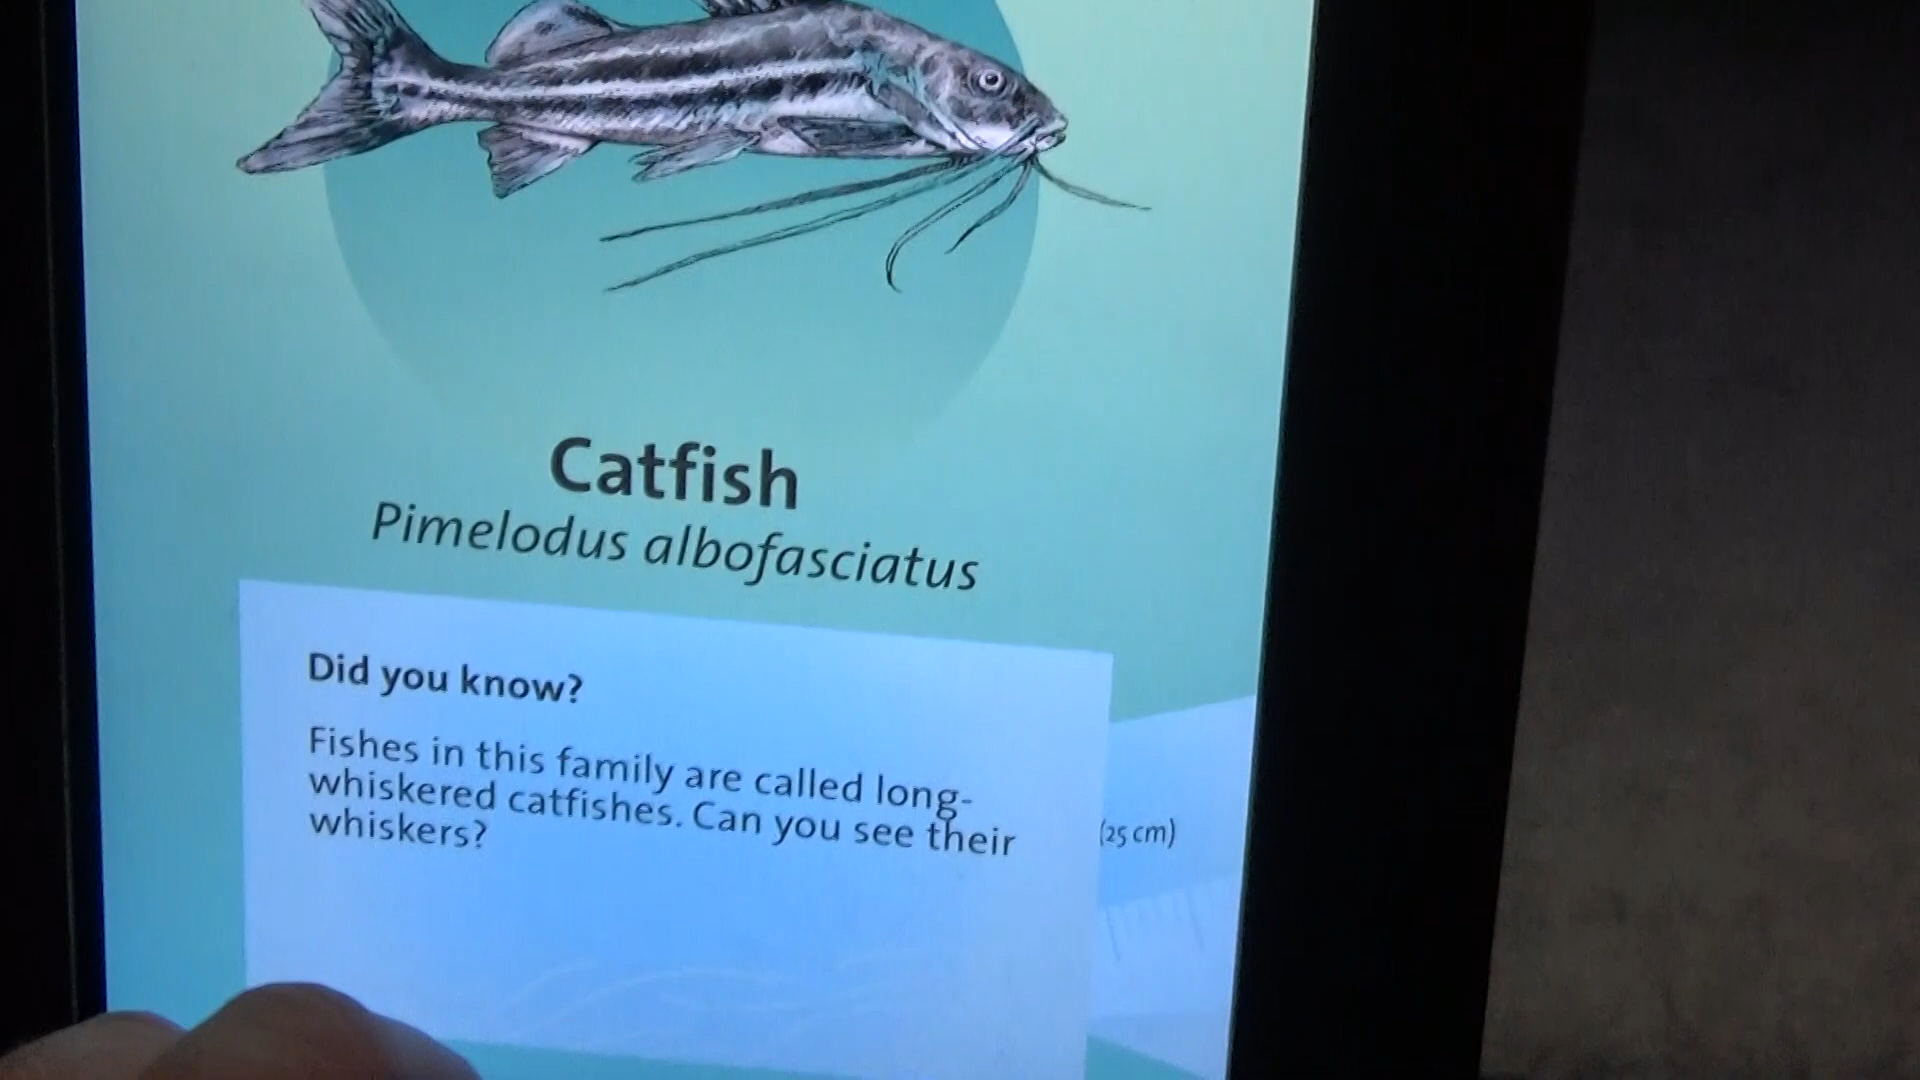 Catfish
Pimelodus albofasciatus
Did you know?
Fishes in this family are called long-
whiskered catfishes. Can you see their
whiskers?
(25 cm)